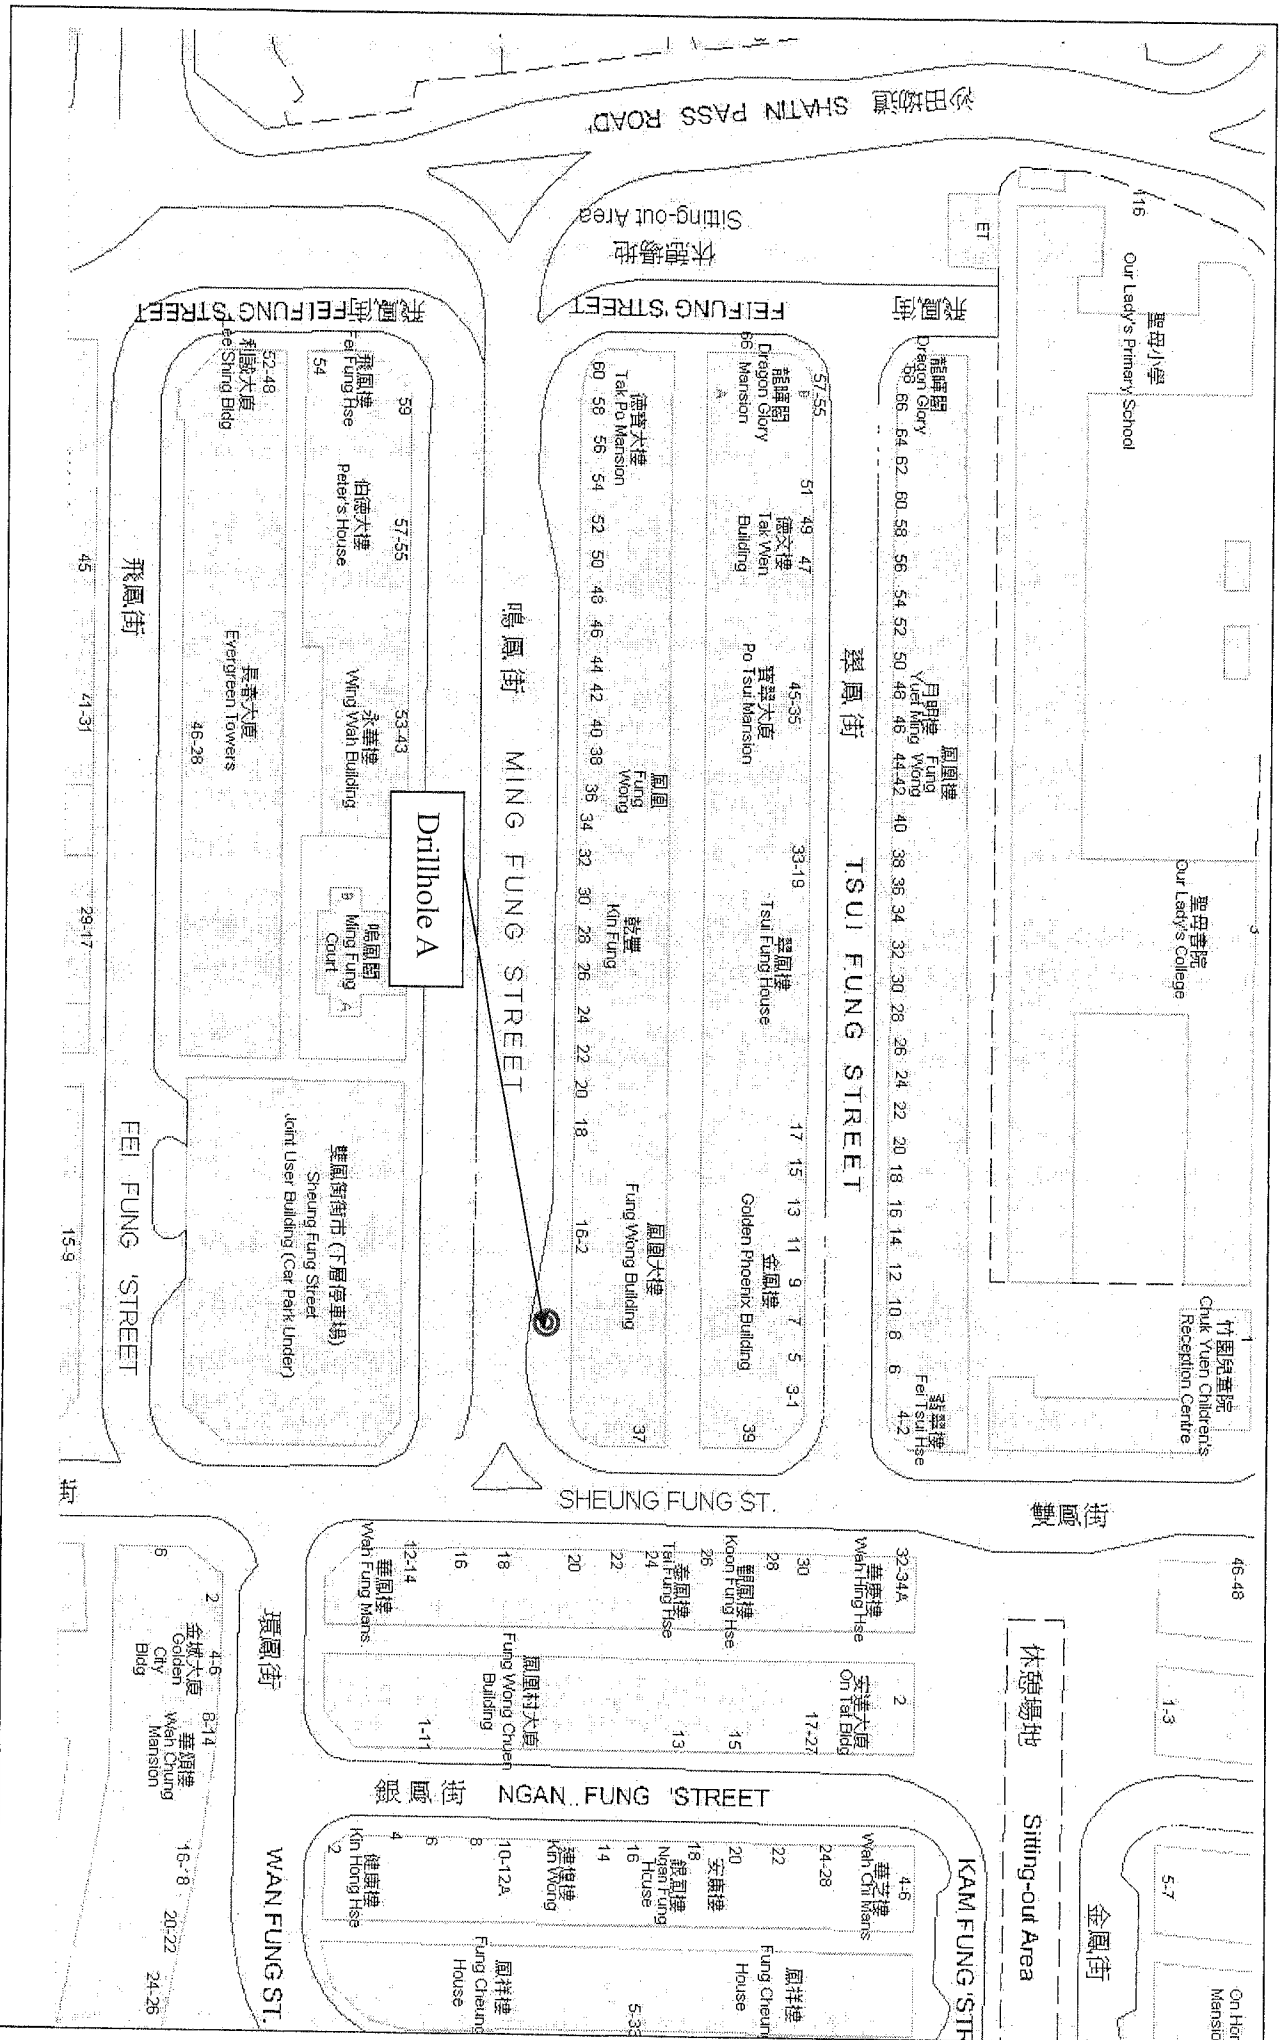 沙田坳道 SHATIN PASS ROAD
Sitting-out Area
休憩場地
ET
116
聖母小學
Our Lady's Primary School
3
聖母書院
Our Lady's College
1
竹園兒童院
Chuk Yuen Children's
Reception Centre
飛鳳街
FEI FUNG STREET
飛鳳街 FEI FUNG STREET
龍暉閣
Dragon Glory
68 66 64 62 60 58 56 54 52 50 48 46 44-42 40 38 36 34 32 30 28 26 24 22 20 18 16 14 12 10 8 6
月明樓
Yuet Ming
鳳凰樓
Fung
Wong
翡翠樓
Fei Tsui Hse
4-2
翠鳳街 TSUI FUNG STREET
57-55
B
龍暉閣
Dragon Glory
Mansion
66
A
51 49 47
德文樓
Tak Wen
Building
45-35
寶翠大廈
Po Tsui Mansion
33-19
翠鳳樓
Tsui Fung House
17 15 13 11 9 7 5 3-1
金鳳樓
Golden Phoenix Building
39
德寶大樓
Tak Po Mansion
60 58 56 54 52 50 48 46 44 42 40 38 36 34 32 30 28 26 24 22 20 18 16-2
鳳凰
Fung
Wong
乾豐
Kin Fung
鳳凰大樓
Fung Wong Building
37
鳴鳳街 MING FUNG STREET
Drillhole A
59
飛鳳樓
Fei Fung Hse
54
57-55
伯德大樓
Peter's House
53-43
永華樓
Wing Wah Building
鳴鳳閣
B Ming Fung A
Court
52-48
利誠大廈
Lee Shing Bldg
長春大廈
Evergreen Towers
46-28
雙鳳街街市 (下層停車場)
Sheung Fung Street
Joint User Building (Car Park Under)
飛鳳街 FEI FUNG STREET
45 41-31 29-17 15-9
SHEUNG FUNG ST.
雙鳳街
街
46-48
1-3
5-7
32-34A
華慶樓
Wah Hing Hse
30
28
觀鳳樓
Koon Fung Hse
26
泰鳳樓
Tai Fung Hse
24
22
20
18
16
12-14
華鳳樓
Wah Fung Mans.
2
安達大廈
On Tat Bldg
17-27
15
13
鳳凰村大廈
Fung Wong Chuen
Building
1-11
休憩場地 Sitting-out Area
銀鳳街 NGAN FUNG STREET
環鳳街 WAN FUNG ST.
6
2
4-6
金城大廈
Golden
City
Bldg
8-14
華頌樓
Wah Chung
Mansion
16-18
20-22
24-26
4-6
華芝樓
Wah Chi Mans
24-28
22
20
安康樓
18
銀鳳樓
Ngan Fung
House
16
14
建煌樓
Kin Wong
10-12A
8
6
4
健康樓
Kin Hong Hse
2
鳳祥樓
Fung Cheung
House
鳳祥樓
Fung Cheung
House
KAM FUNG STR
金鳳街